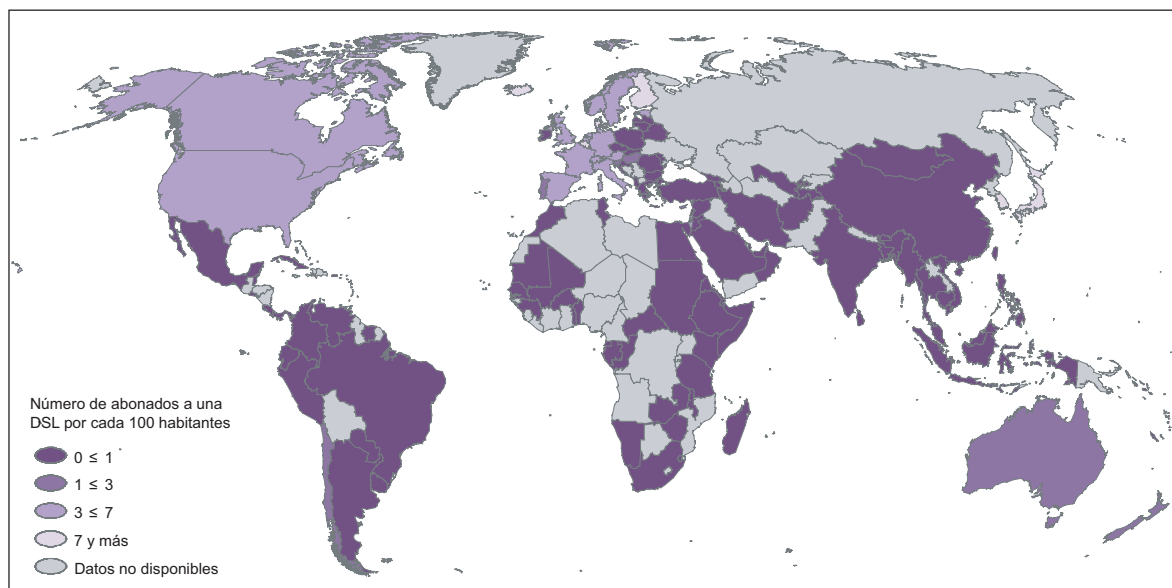 Número de abonados a una
DSL por cada 100 habitantes
0 ≤ 1
1 ≤ 3
3 ≤ 7
7 y más
Datos no disponibles